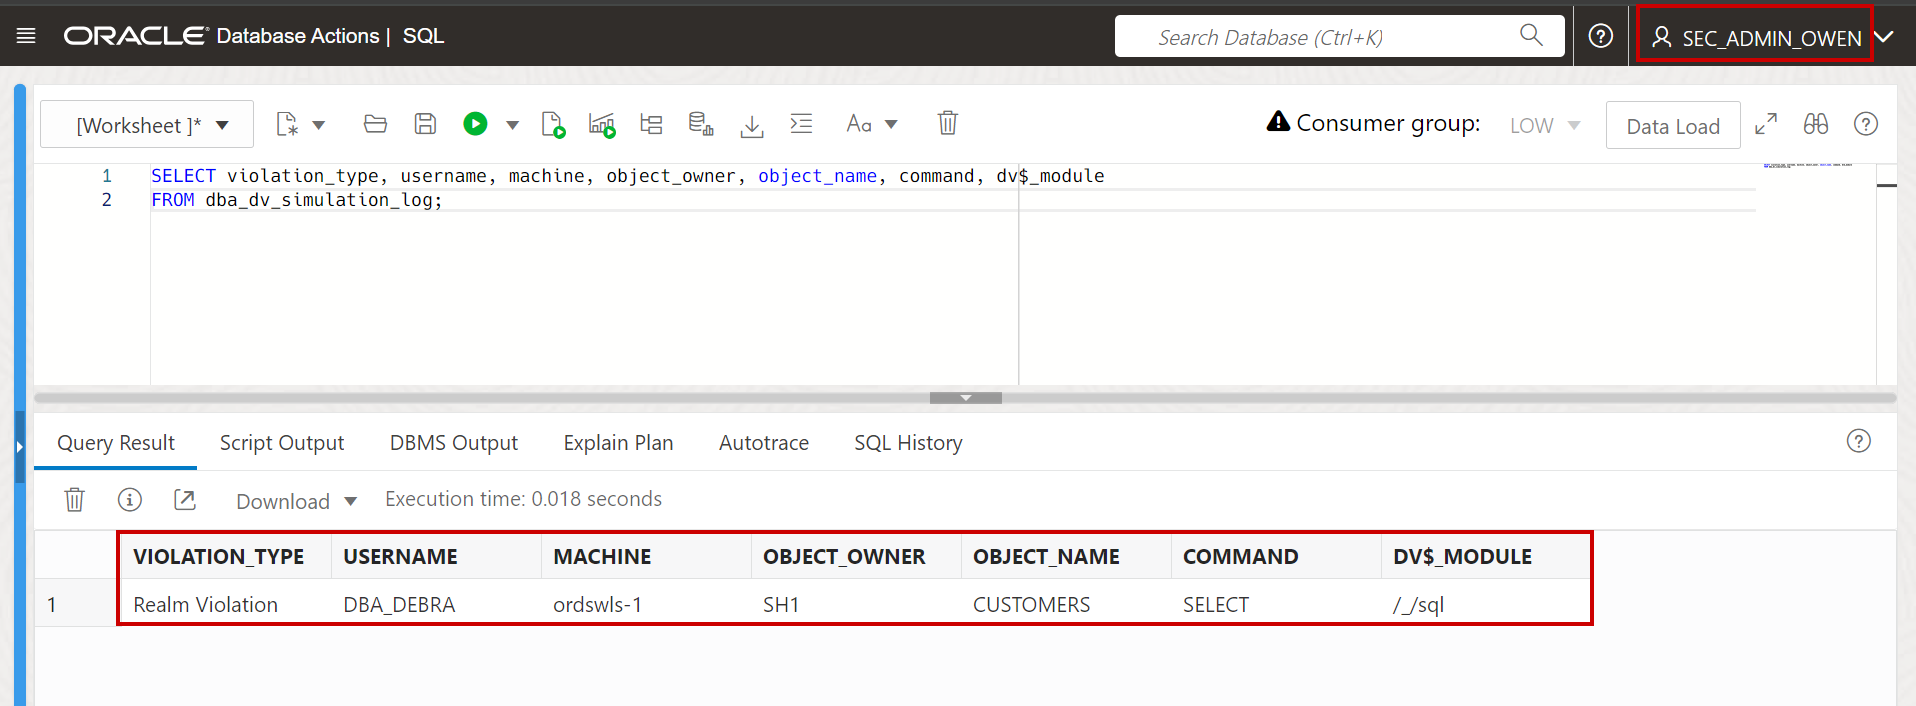 ORACLE Database Actions | SQL
Search Database (Ctrl+K)
SEC_ADMIN_OWEN
[Worksheet ]*
Aa
Consumer group:
LOW
Data Load
1 SELECT violation_type, username, machine, object_owner, object_name, command, dv$_module
2 FROM dba_dv_simulation_log;
Query Result Script Output DBMS Output Explain Plan Autotrace SQL History
Download Execution time: 0.018 seconds
VIOLATION_TYPE USERNAME MACHINE OBJECT_OWNER OBJECT_NAME COMMAND DV$_MODULE
1 Realm Violation DBA_DEBRA ordswls-1 SH1 CUSTOMERS SELECT /_/sql